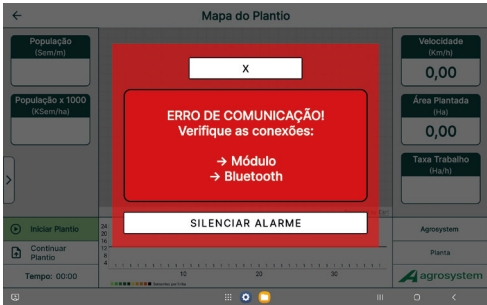 Mapa do Plantio
População
(Sem/m)
População x 1000
(KSem/ha)
X
ERRO DE COMUNICAÇÃO!
Verifique as conexões:
→ Módulo
→ Bluetooth
SILENCIAR ALARME
Velocidade
(Km/h)
0,00
Área Plantada
(Ha)
0,00
Taxa Trabalho
(Ha/h)
Iniciar Plantio
Continuar
Plantio
Tempo: 00:00
24
20
16
12
8
4
10
20
30
Agrosystem
Planta
agrosystem